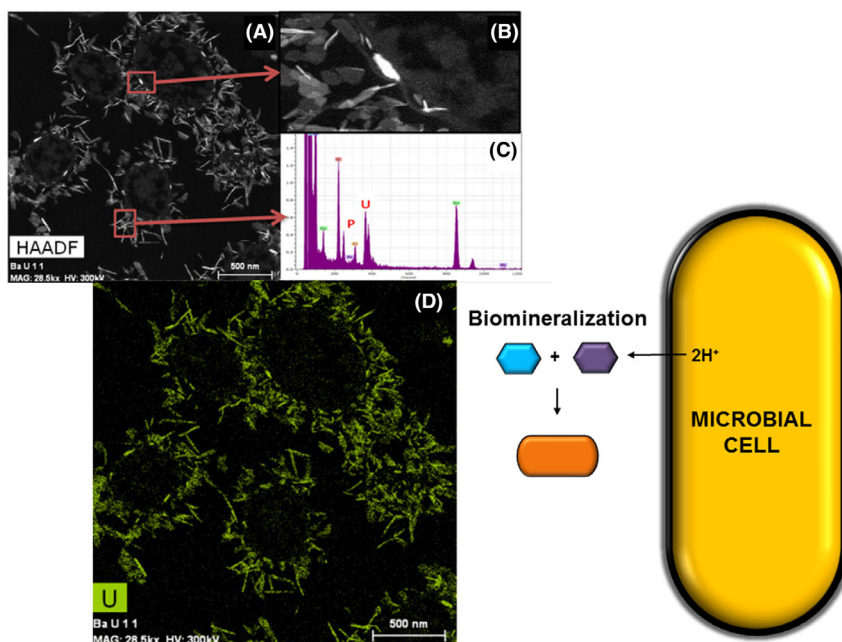 (A)
(B)
(C)
P
U
channel
HAADF
Ba U 1 1
MAG: 28.5kx HV: 300kV
500 nm
(D)
U
Ba U 1 1
MAG: 28.5kx HV: 300kV
500 nm
Biomineralization
+
2H⁺
MICROBIAL
CELL